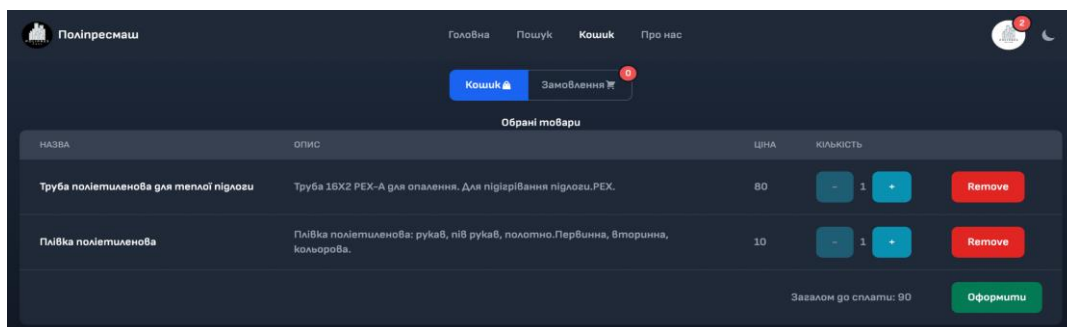 Поліпресмаш
Головна Пошук Кошик Про нас
2
Кошик Замовлення 0
Обрані товари
НАЗВА ОПИС ЦІНА КІЛЬКІСТЬ
Труба поліетиленова для теплої підлоги Труба 16X2 PEX-A для опалення. Для підігрівання підлоги.PEX. 80 - 1 + Remove
Плівка поліетиленова Плівка поліетиленова: рукав, пів рукав, полотно.Первинна, вторинна, 10 - 1 + Remove
кольорова.
Загалом до сплати: 90 Оформити